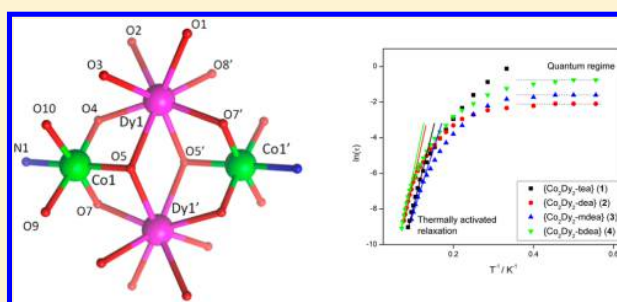 O1
O2
O3
O8'
O10
O4
Dy1
O7'
N1
Co1
O5
O5'
Co1'
O9
O7
Dy1'
Quantum regime
0
-2
-4
-6
-8
-10
ln(τ)
Thermally activated
relaxation
{Co₂Dy₂-tea} (1)
{Co₂Dy₂-dea} (2)
{Co₂Dy₂-mdea} (3)
{Co₂Dy₂-bdea} (4)
0.2
0.4
0.6
T⁻¹ / K⁻¹